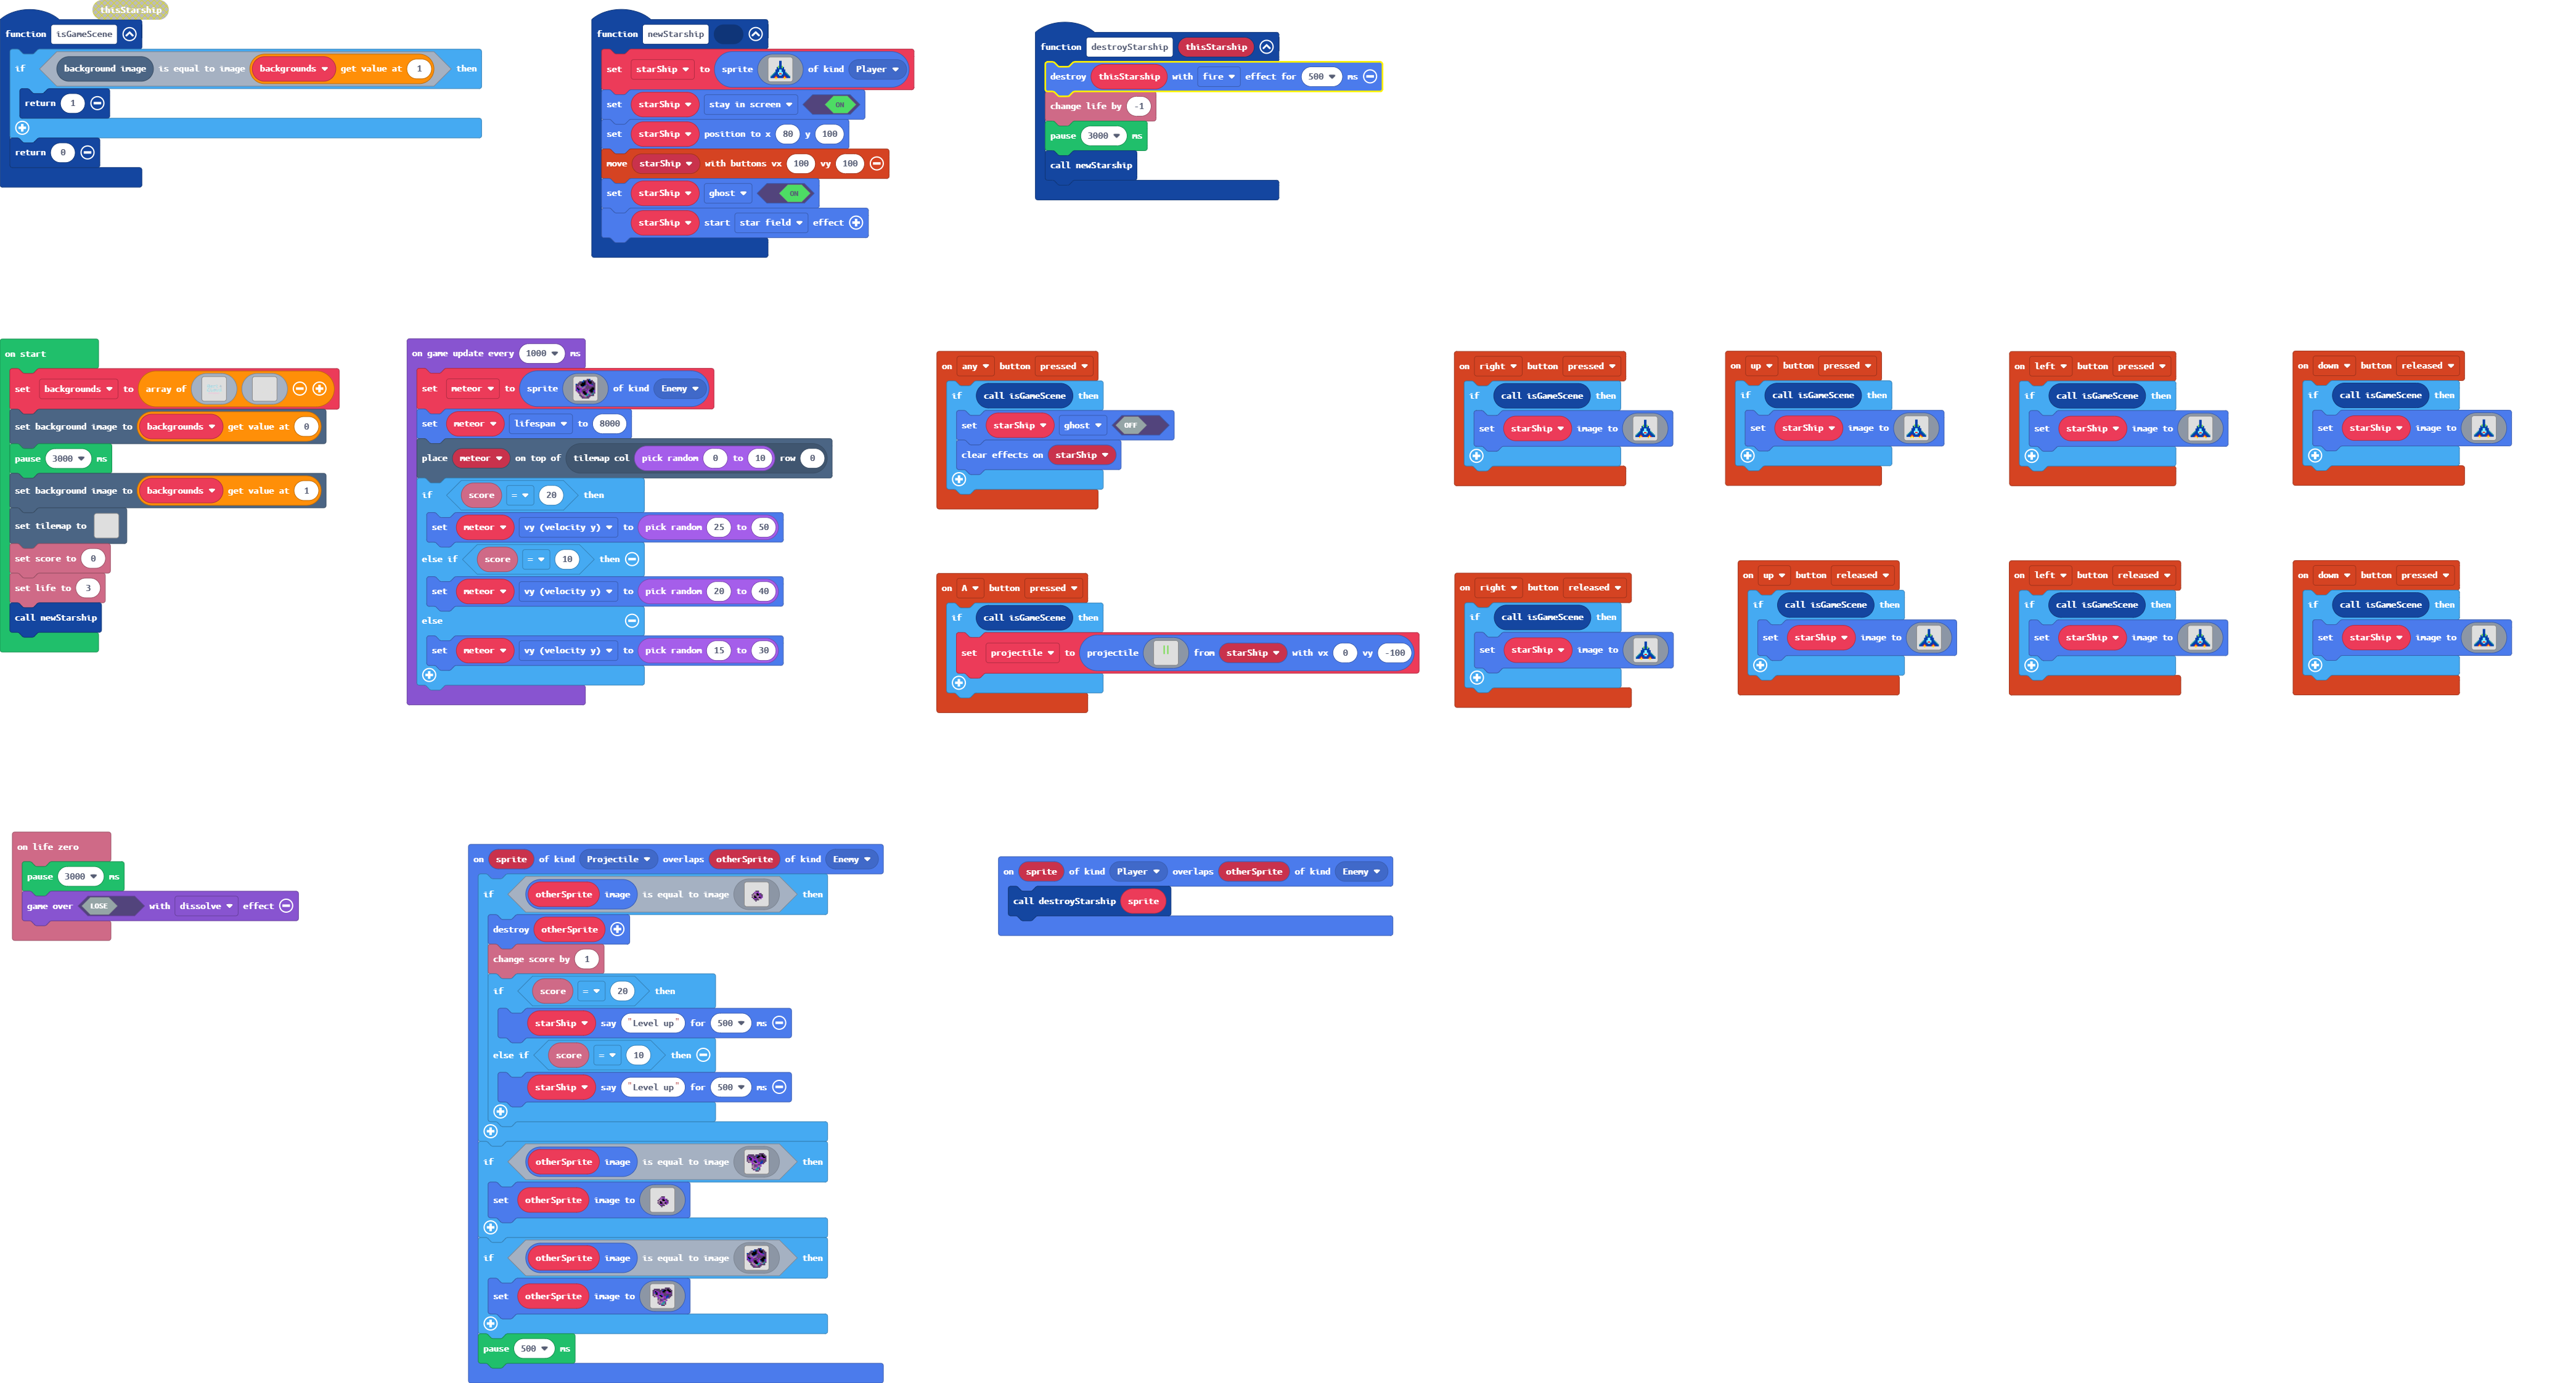 thisStarship
function isGameScene
if background image is equal to image backgrounds get value at 1 then
return 1
return 0
function newStarship
set starShip to sprite of kind Player
set starShip stay in screen ON
set starShip position to x 80 y 100
move starShip with buttons vx 100 vy 100
set starShip ghost ON
starShip start star field effect
function destroyStarship thisStarship
destroy thisStarship with fire effect for 500 ms
change life by -1
pause 3000 ms
call newStarship
on start
set backgrounds to array of
set background image to backgrounds get value at 0
pause 3000 ms
set background image to backgrounds get value at 1
set tilemap to
set score to 0
set life to 3
call newStarship
on game update every 1000 ms
set meteor to sprite of kind Enemy
set meteor lifespan to 8000
place meteor on top of tilemap col pick random 0 to 10 row 0
if score = 20 then
set meteor vy (velocity y) to pick random 25 to 50
else if score = 10 then
set meteor vy (velocity y) to pick random 20 to 40
else
set meteor vy (velocity y) to pick random 15 to 30
on any button pressed
if call isGameScene then
set starShip ghost OFF
clear effects on starShip
on right button pressed
if call isGameScene then
set starShip image to
on up button pressed
if call isGameScene then
set starShip image to
on left button pressed
if call isGameScene then
set starShip image to
on down button released
if call isGameScene then
set starShip image to
on A button pressed
if call isGameScene then
set projectile to projectile from starShip with vx 0 vy -100
on right button released
if call isGameScene then
set starShip image to
on up button released
if call isGameScene then
set starShip image to
on left button released
if call isGameScene then
set starShip image to
on down button pressed
if call isGameScene then
set starShip image to
on life zero
pause 3000 ms
game over LOSE with dissolve effect
on sprite of kind Projectile overlaps otherSprite of kind Enemy
if otherSprite image is equal to image then
destroy otherSprite
change score by 1
if score = 20 then
starShip say "Level up" for 500 ms
else if score = 10 then
starShip say "Level up" for 500 ms
if otherSprite image is equal to image then
set otherSprite image to
if otherSprite image is equal to image then
set otherSprite image to
pause 500 ms
on sprite of kind Player overlaps otherSprite of kind Enemy
call destroyStarship sprite